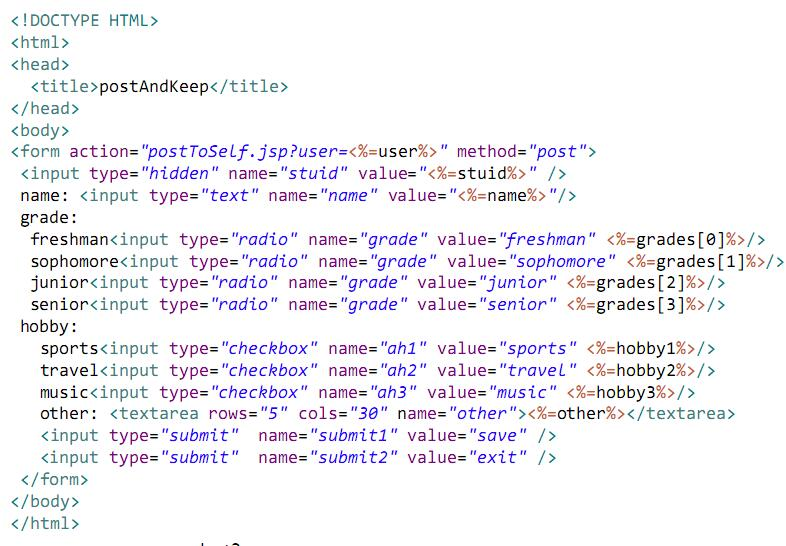 <!DOCTYPE HTML>
<html>
<head>
<title>postAndKeep</title>
</head>
<body>
<form action="postToSelf.jsp?user=<%=user%>" method="post">
<input type="hidden" name="stuid" value="<%=stuid%>" />
name: <input type="text" name="name" value="<%=name%>"/>
grade:
freshman<input type="radio" name="grade" value="freshman" <%=grades[0]%>/>
sophomore<input type="radio" name="grade" value="sophomore" <%=grades[1]%>/>
junior<input type="radio" name="grade" value="junior" <%=grades[2]%>/>
senior<input type="radio" name="grade" value="senior" <%=grades[3]%>/>
hobby:
sports<input type="checkbox" name="ah1" value="sports" <%=hobby1%>/>
travel<input type="checkbox" name="ah2" value="travel" <%=hobby2%>/>
music<input type="checkbox" name="ah3" value="music" <%=hobby3%>/>
other: <textarea rows="5" cols="30" name="other"><%=other%></textarea>
<input type="submit"  name="submit1" value="save" />
<input type="submit"  name="submit2" value="exit" />
</form>
</body>
</html>